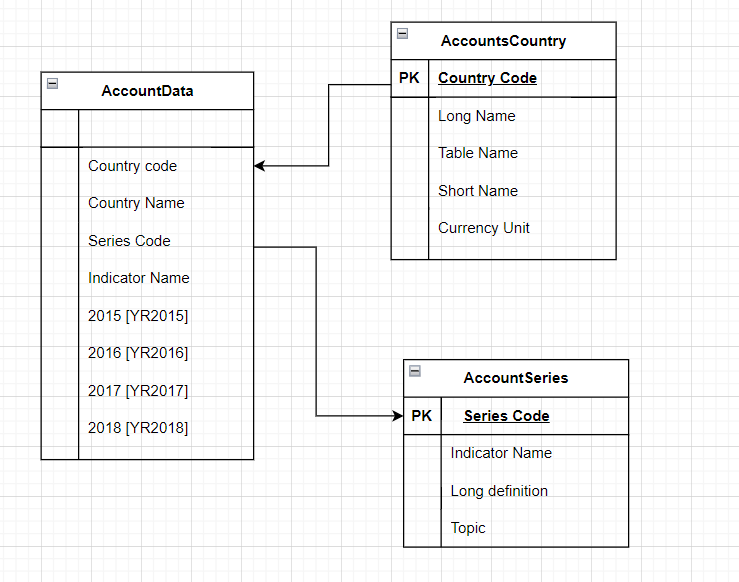 AccountData
Country code
Country Name
Series Code
Indicator Name
2015 [YR2015]
2016 [YR2016]
2017 [YR2017]
2018 [YR2018]
AccountsCountry
PK Country Code
Long Name
Table Name
Short Name
Currency Unit
AccountSeries
PK Series Code
Indicator Name
Long definition
Topic